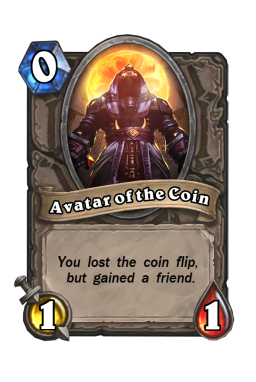 0
Avatar of the Coin
You lost the coin flip,
but gained a friend.
1
1